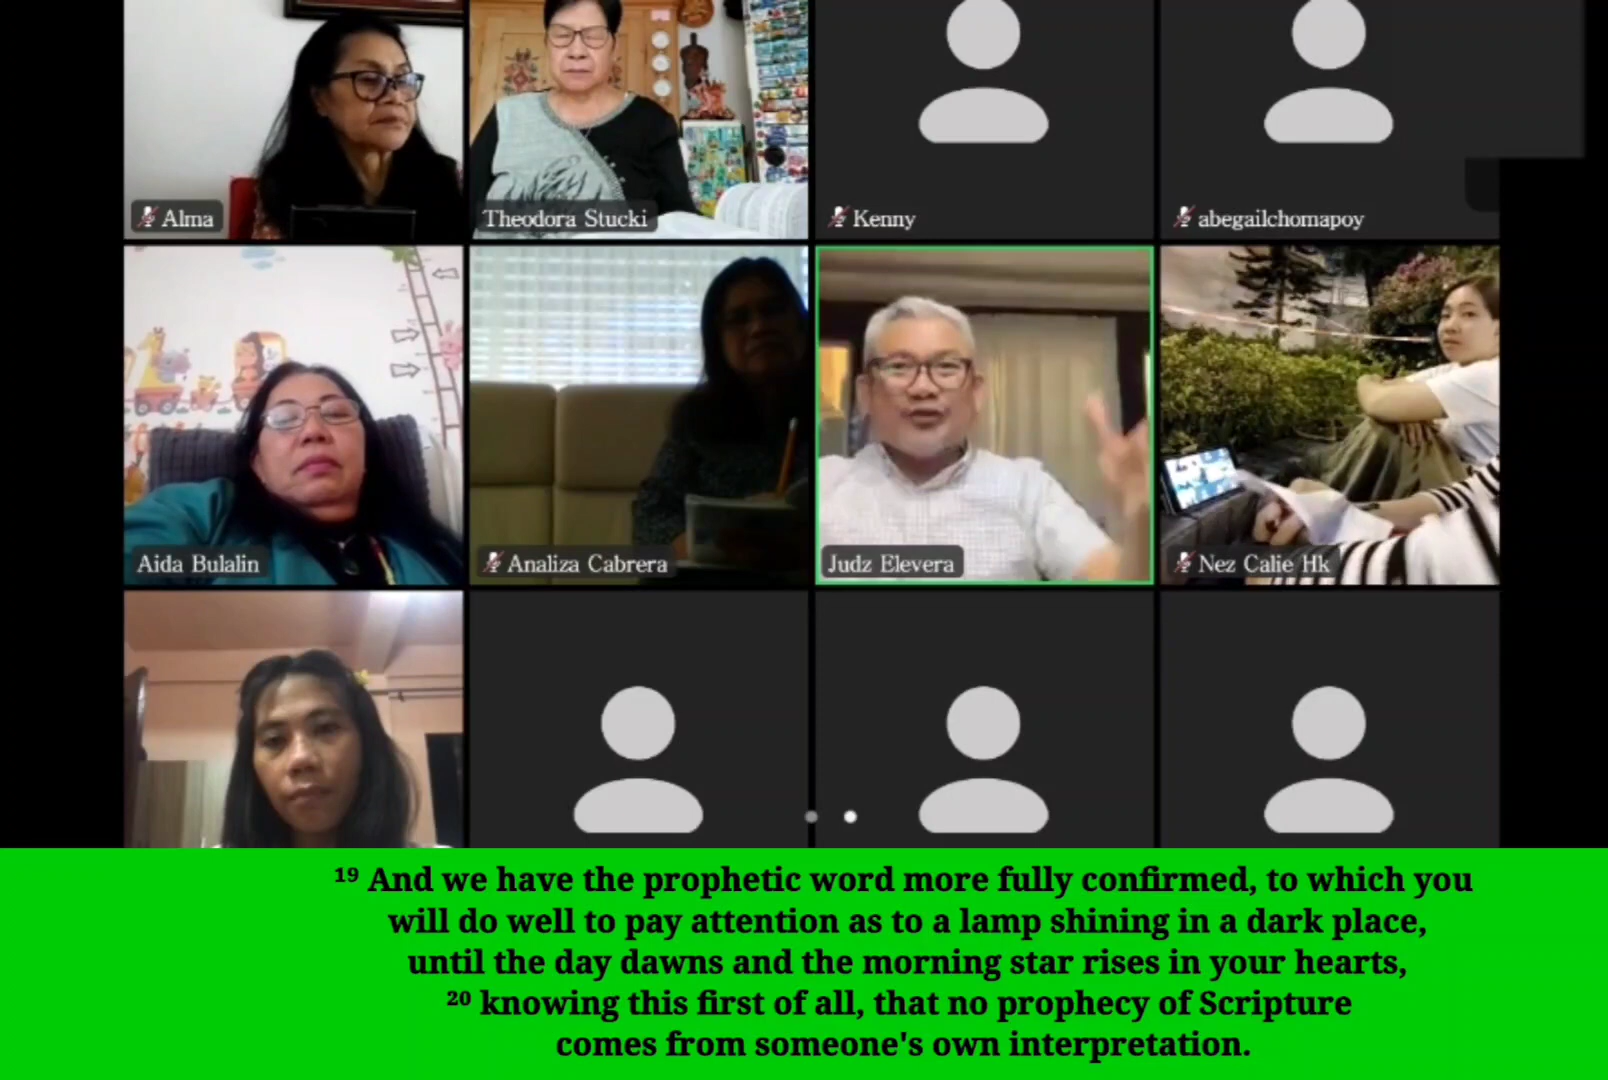 Alma
Theodora Stucki
Kenny
abegailchomapoy
Aida Bulalin
Analiza Cabrera
Judz Elevera
Nez Calie Hk
¹⁹ And we have the prophetic word more fully confirmed, to which you
will do well to pay attention as to a lamp shining in a dark place,
until the day dawns and the morning star rises in your hearts,
²⁰ knowing this first of all, that no prophecy of Scripture
comes from someone's own interpretation.